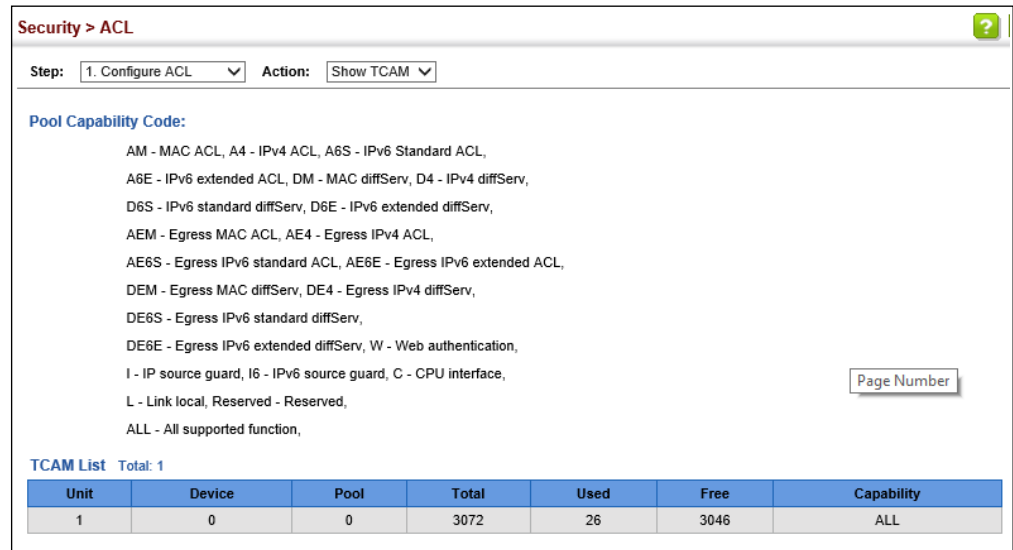 Security > ACL
?
Step: 1. Configure ACL Action: Show TCAM
Pool Capability Code:
AM - MAC ACL, A4 - IPv4 ACL, A6S - IPv6 Standard ACL,
A6E - IPv6 extended ACL, DM - MAC diffServ, D4 - IPv4 diffServ,
D6S - IPv6 standard diffServ, D6E - IPv6 extended diffServ,
AEM - Egress MAC ACL, AE4 - Egress IPv4 ACL,
AE6S - Egress IPv6 standard ACL, AE6E - Egress IPv6 extended ACL,
DEM - Egress MAC diffServ, DE4 - Egress IPv4 diffServ,
DE6S - Egress IPv6 standard diffServ,
DE6E - Egress IPv6 extended diffServ, W - Web authentication,
I - IP source guard, I6 - IPv6 source guard, C - CPU interface,
Page Number
L - Link local, Reserved - Reserved,
ALL - All supported function,
TCAM List Total: 1
Unit Device Pool Total Used Free Capability
1 0 0 3072 26 3046 ALL